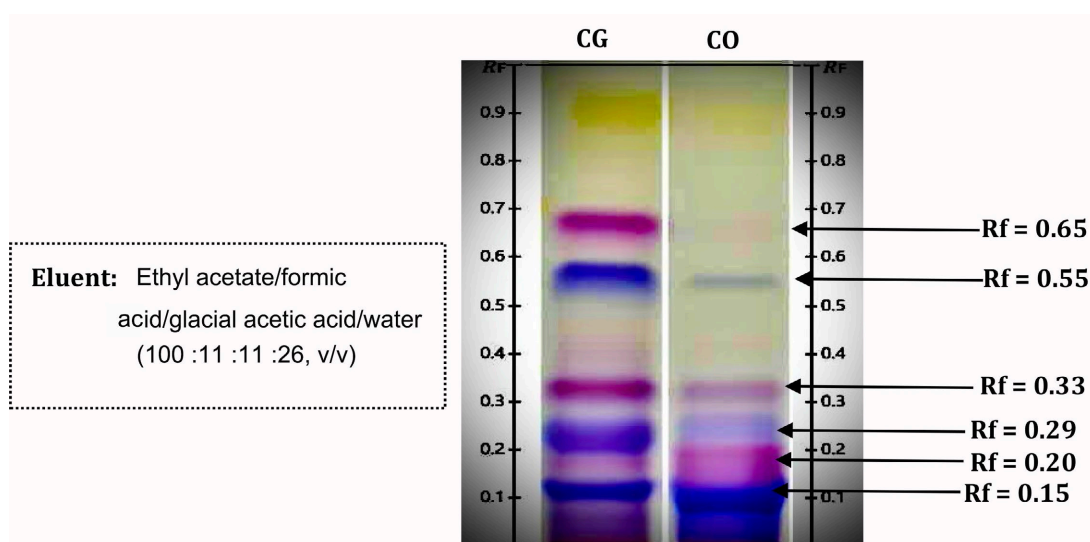 CG CO
RF RF
0.9 0.9
0.8 0.8
0.7 0.7
Rf = 0.65
0.6 0.6
Rf = 0.55
0.5 0.5
0.4 0.4
Rf = 0.33
0.3 0.3
Rf = 0.29
0.2 0.2
Rf = 0.20
Rf = 0.15
0.1 0.1
Eluent: Ethyl acetate/formic
acid/glacial acetic acid/water
(100 :11 :11 :26, v/v)